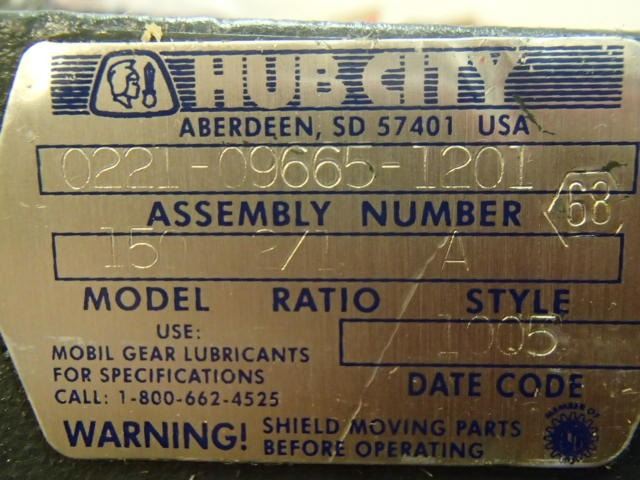 HUB CITY
ABERDEEN, SD 57401 USA
0221-09665-1201
ASSEMBLY NUMBER 68
150 2/1 A
MODEL RATIO STYLE
USE:
MOBIL GEAR LUBRICANTS
FOR SPECIFICATIONS
CALL: 1-800-662-4525
1005
DATE CODE
WARNING! SHIELD MOVING PARTS
BEFORE OPERATING
MEMBER OF